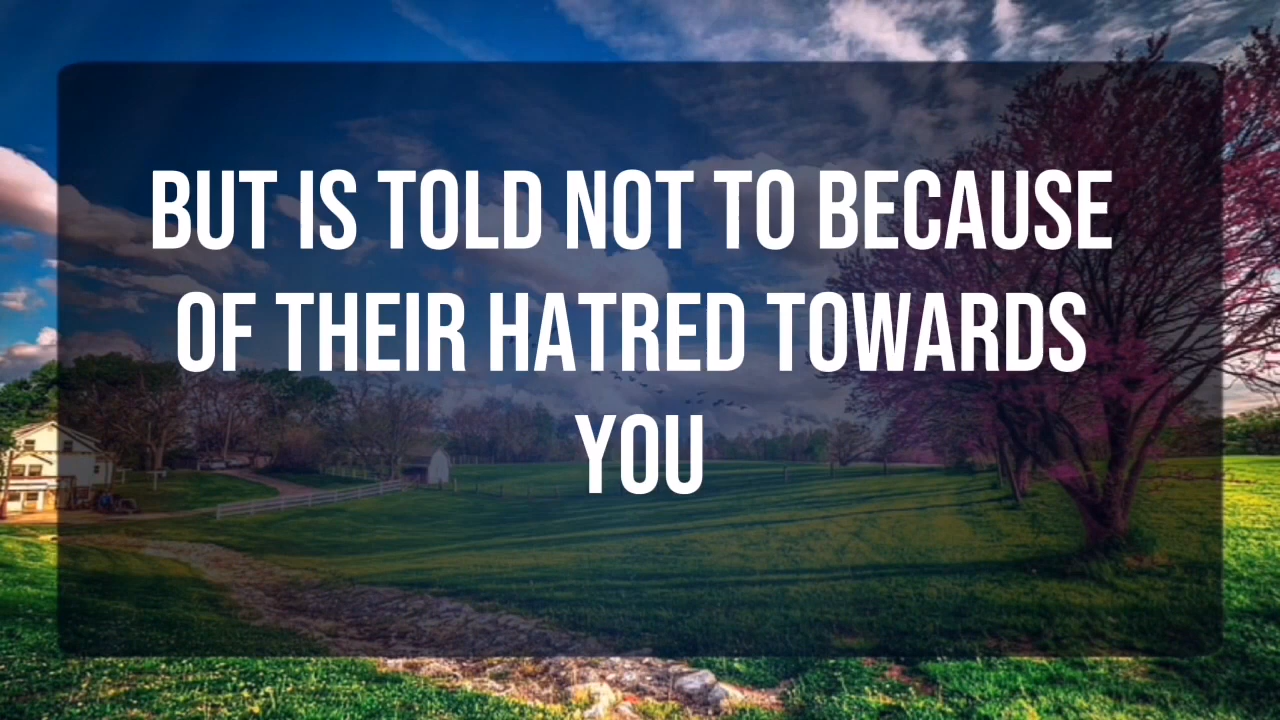 BUT IS TOLD NOT TO BECAUSE
OF THEIR HATRED TOWARDS
YOU